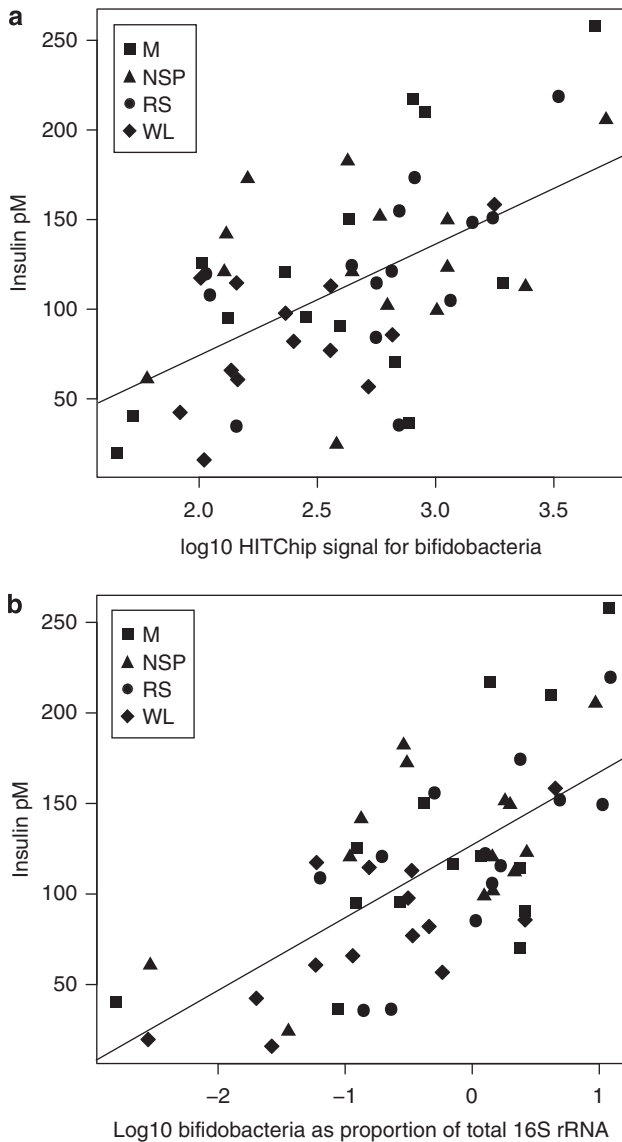 a
M
NSP
RS
WL
Insulin pM
250
200
150
100
50
2.0 2.5 3.0 3.5
log10 HITChip signal for bifidobacteria
b
M
NSP
RS
WL
Insulin pM
250
200
150
100
50
−2 −1 0 1
Log10 bifidobacteria as proportion of total 16S rRNA